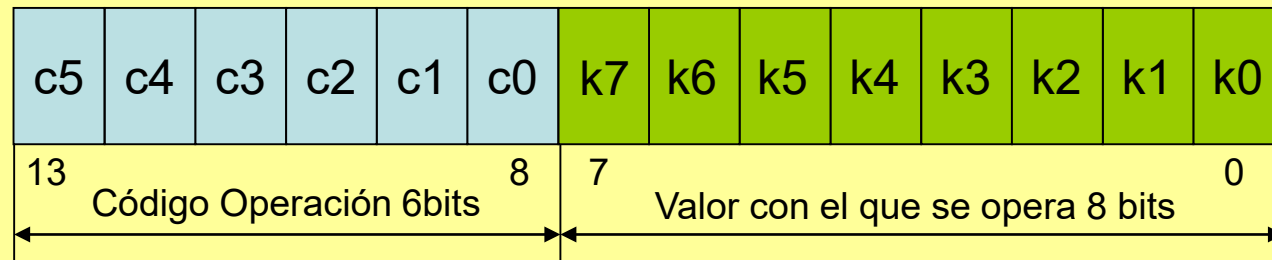 c5 c4 c3 c2 c1 c0 k7 k6 k5 k4 k3 k2 k1 k0
13 8 7 0
Código Operación 6bits Valor con el que se opera 8 bits